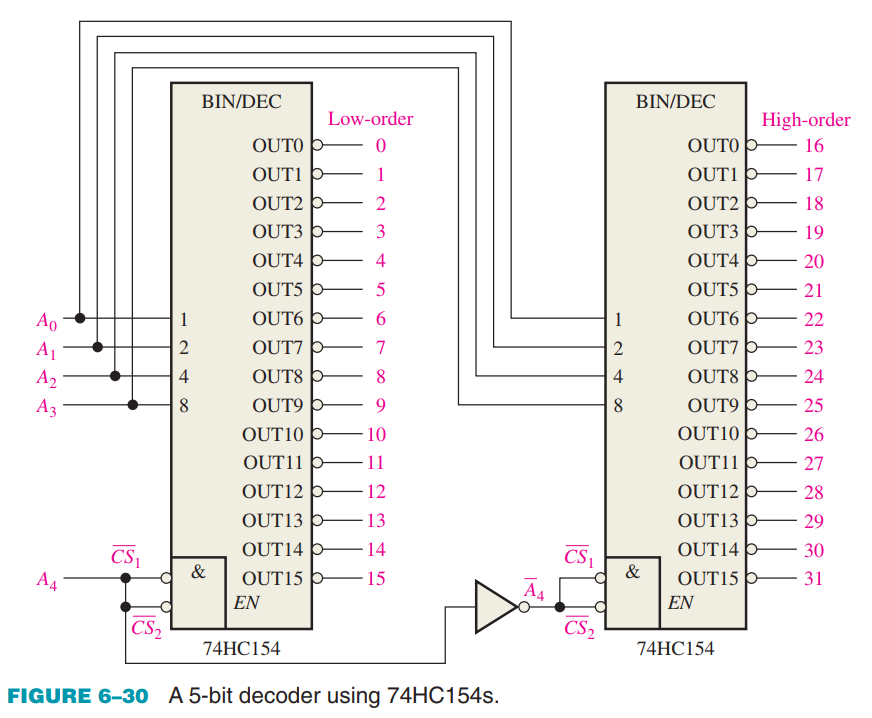 BIN/DEC
Low-order
OUT0 0
OUT1 1
OUT2 2
OUT3 3
OUT4 4
OUT5 5
A0 1 OUT6 6
A1 2 OUT7 7
A2 4 OUT8 8
A3 8 OUT9 9
OUT10 10
OUT11 11
OUT12 12
OUT13 13
C̅S̅1 OUT14 14
A4 & OUT15 15
EN
C̅S̅2
74HC154
BIN/DEC
High-order
OUT0 16
OUT1 17
OUT2 18
OUT3 19
OUT4 20
OUT5 21
1 OUT6 22
2 OUT7 23
4 OUT8 24
8 OUT9 25
OUT10 26
OUT11 27
OUT12 28
OUT13 29
C̅S̅1 OUT14 30
A̅4 & OUT15 31
EN
C̅S̅2
74HC154
FIGURE 6–30 A 5-bit decoder using 74HC154s.